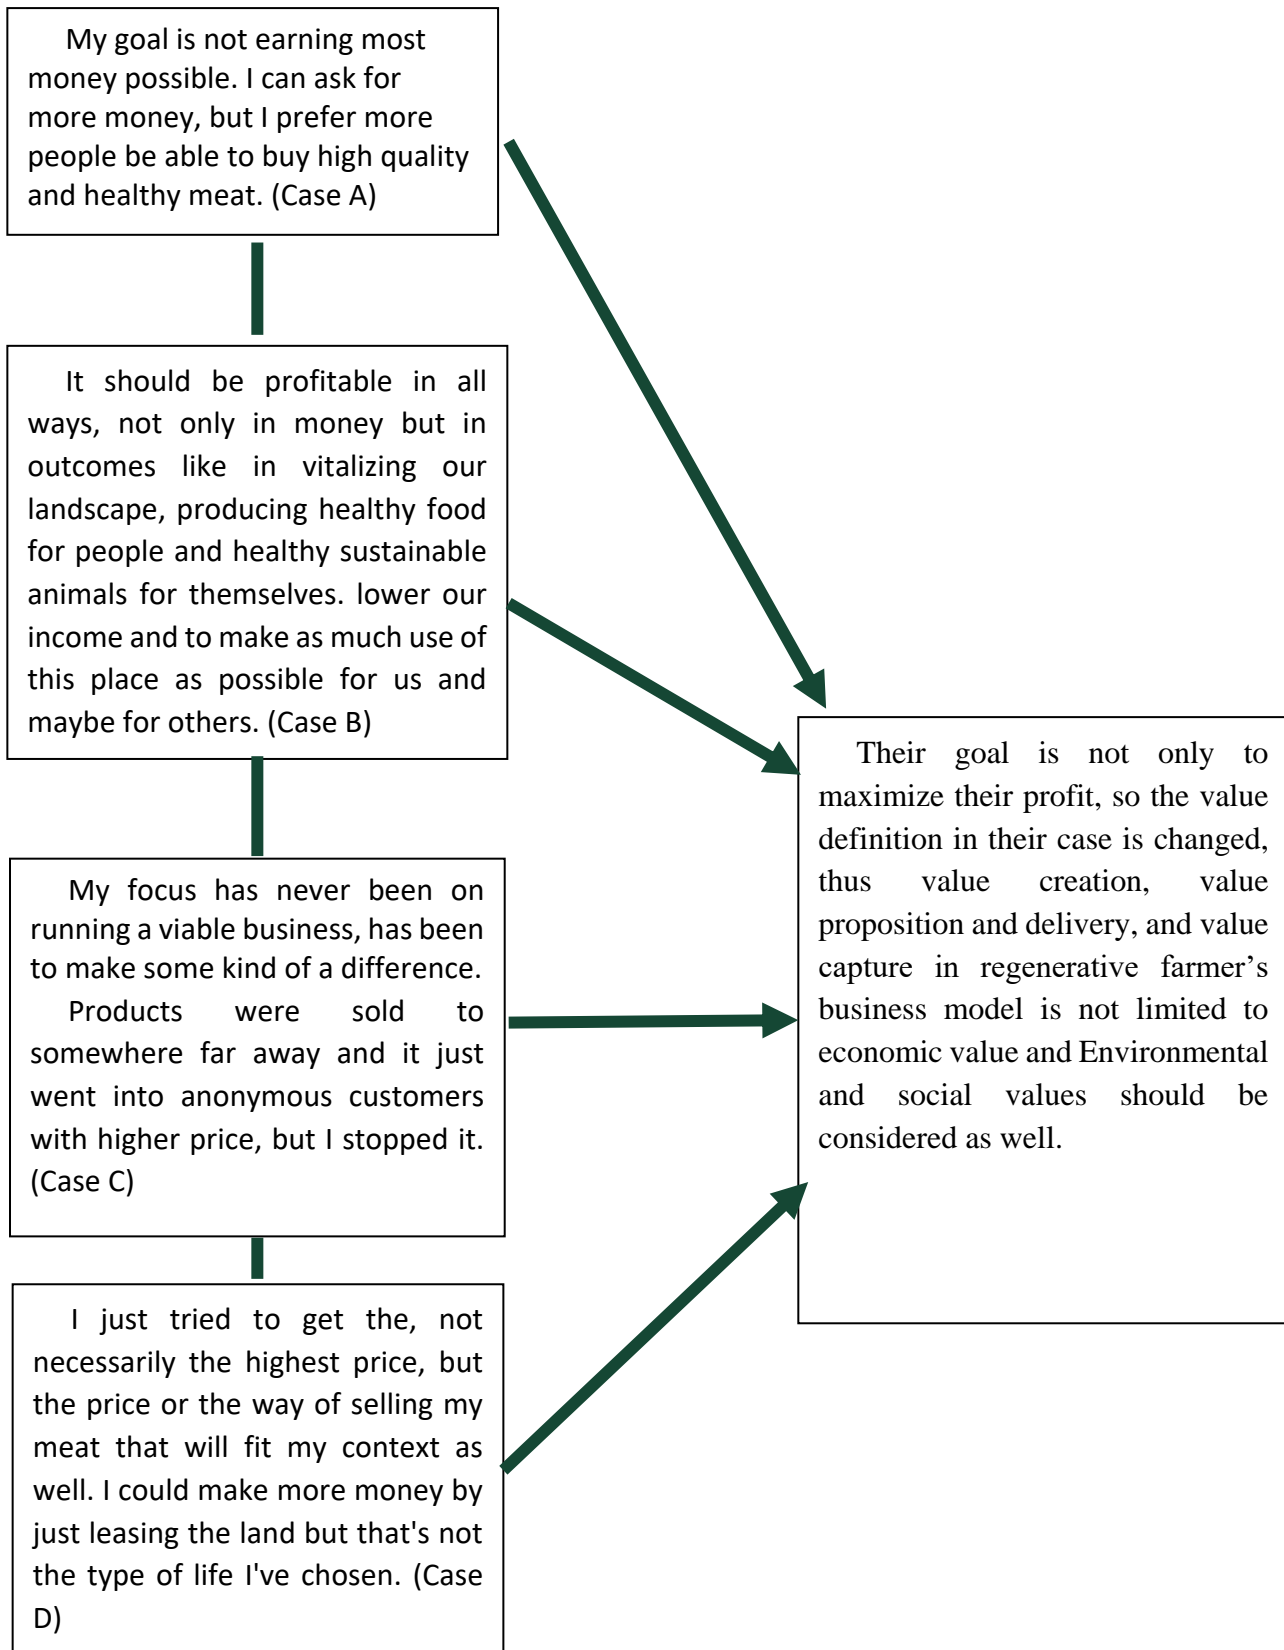 My goal is not earning most
money possible. I can ask for
more money, but I prefer more
people be able to buy high quality
and healthy meat. (Case A)
It should be profitable in all
ways, not only in money but in
outcomes like in vitalizing our
landscape, producing healthy food
for people and healthy sustainable
animals for themselves. lower our
income and to make as much use of
this place as possible for us and
maybe for others. (Case B)
My focus has never been on
running a viable business, has been
to make some kind of a difference.
Products were sold to
somewhere far away and it just
went into anonymous customers
with higher price, but I stopped it.
(Case C)
I just tried to get the, not
necessarily the highest price, but
the price or the way of selling my
meat that will fit my context as
well. I could make more money by
just leasing the land but that's not
the type of life I've chosen. (Case
D)
Their goal is not only to
maximize their profit, so the value
definition in their case is changed,
thus value creation, value
proposition and delivery, and value
capture in regenerative farmer's
business model is not limited to
economic value and Environmental
and social values should be
considered as well.